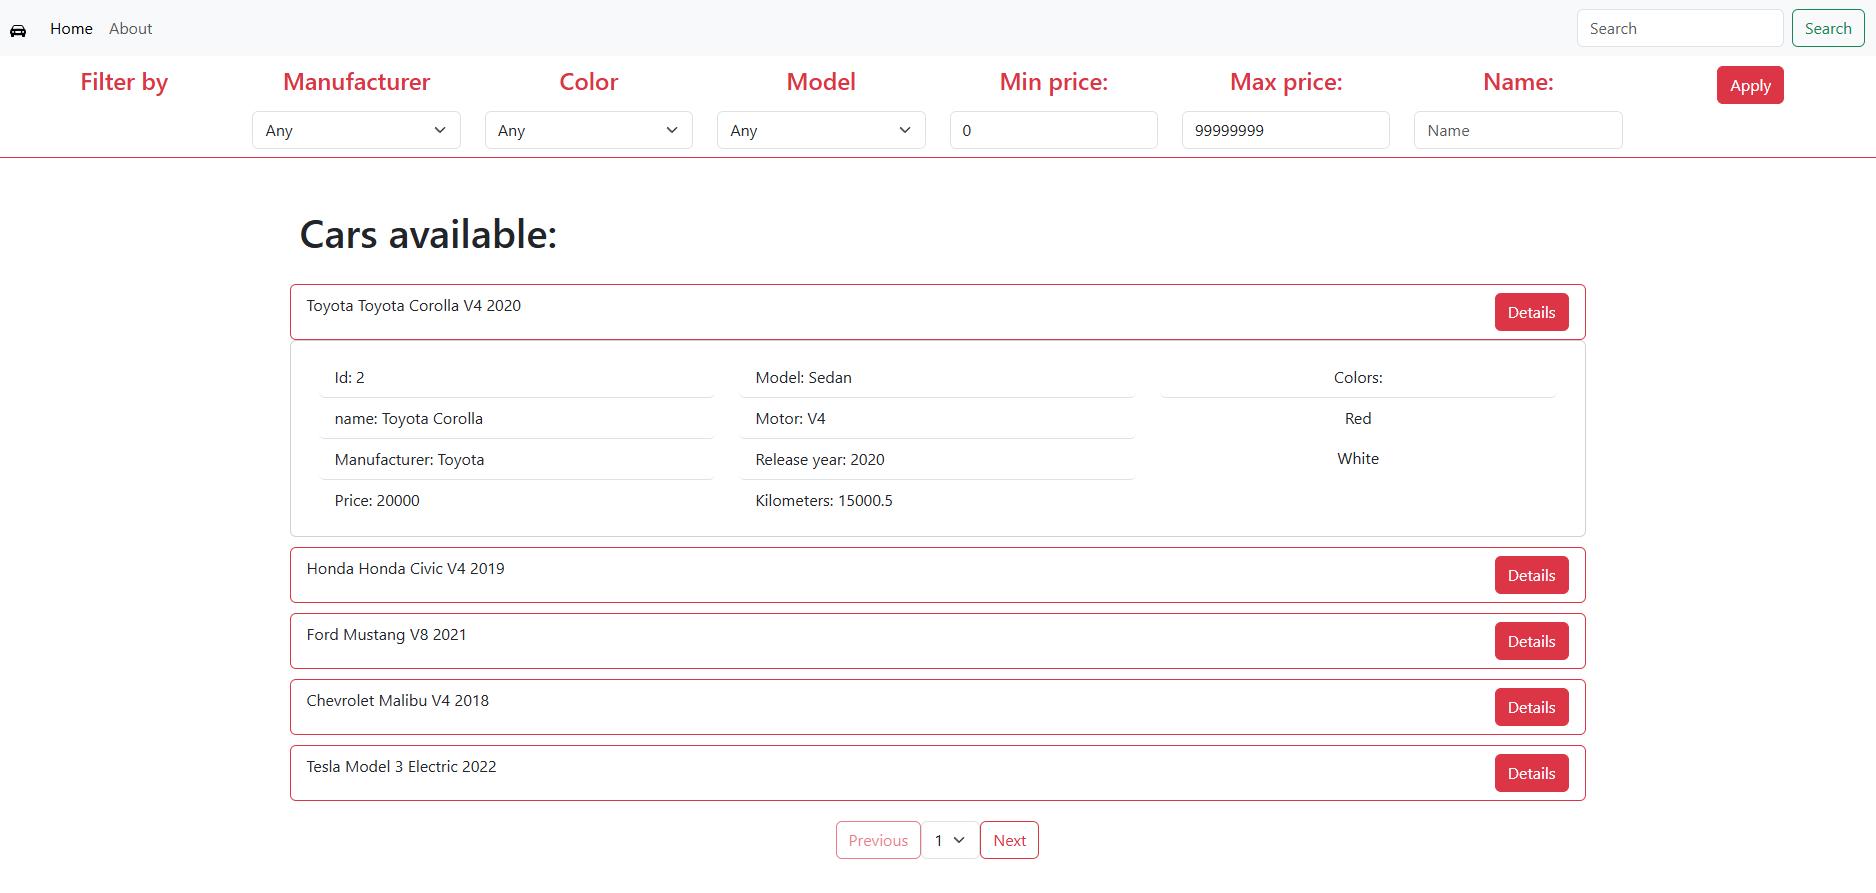 Home About Search Search
Filter by Manufacturer Color Model Min price: Max price: Name: Apply
Any Any Any 0 99999999 Name
Cars available:
Toyota Toyota Corolla V4 2020 Details
Id: 2 Model: Sedan Colors:
name: Toyota Corolla Motor: V4 Red
Manufacturer: Toyota Release year: 2020 White
Price: 20000 Kilometers: 15000.5
Honda Honda Civic V4 2019 Details
Ford Mustang V8 2021 Details
Chevrolet Malibu V4 2018 Details
Tesla Model 3 Electric 2022 Details
Previous 1 Next